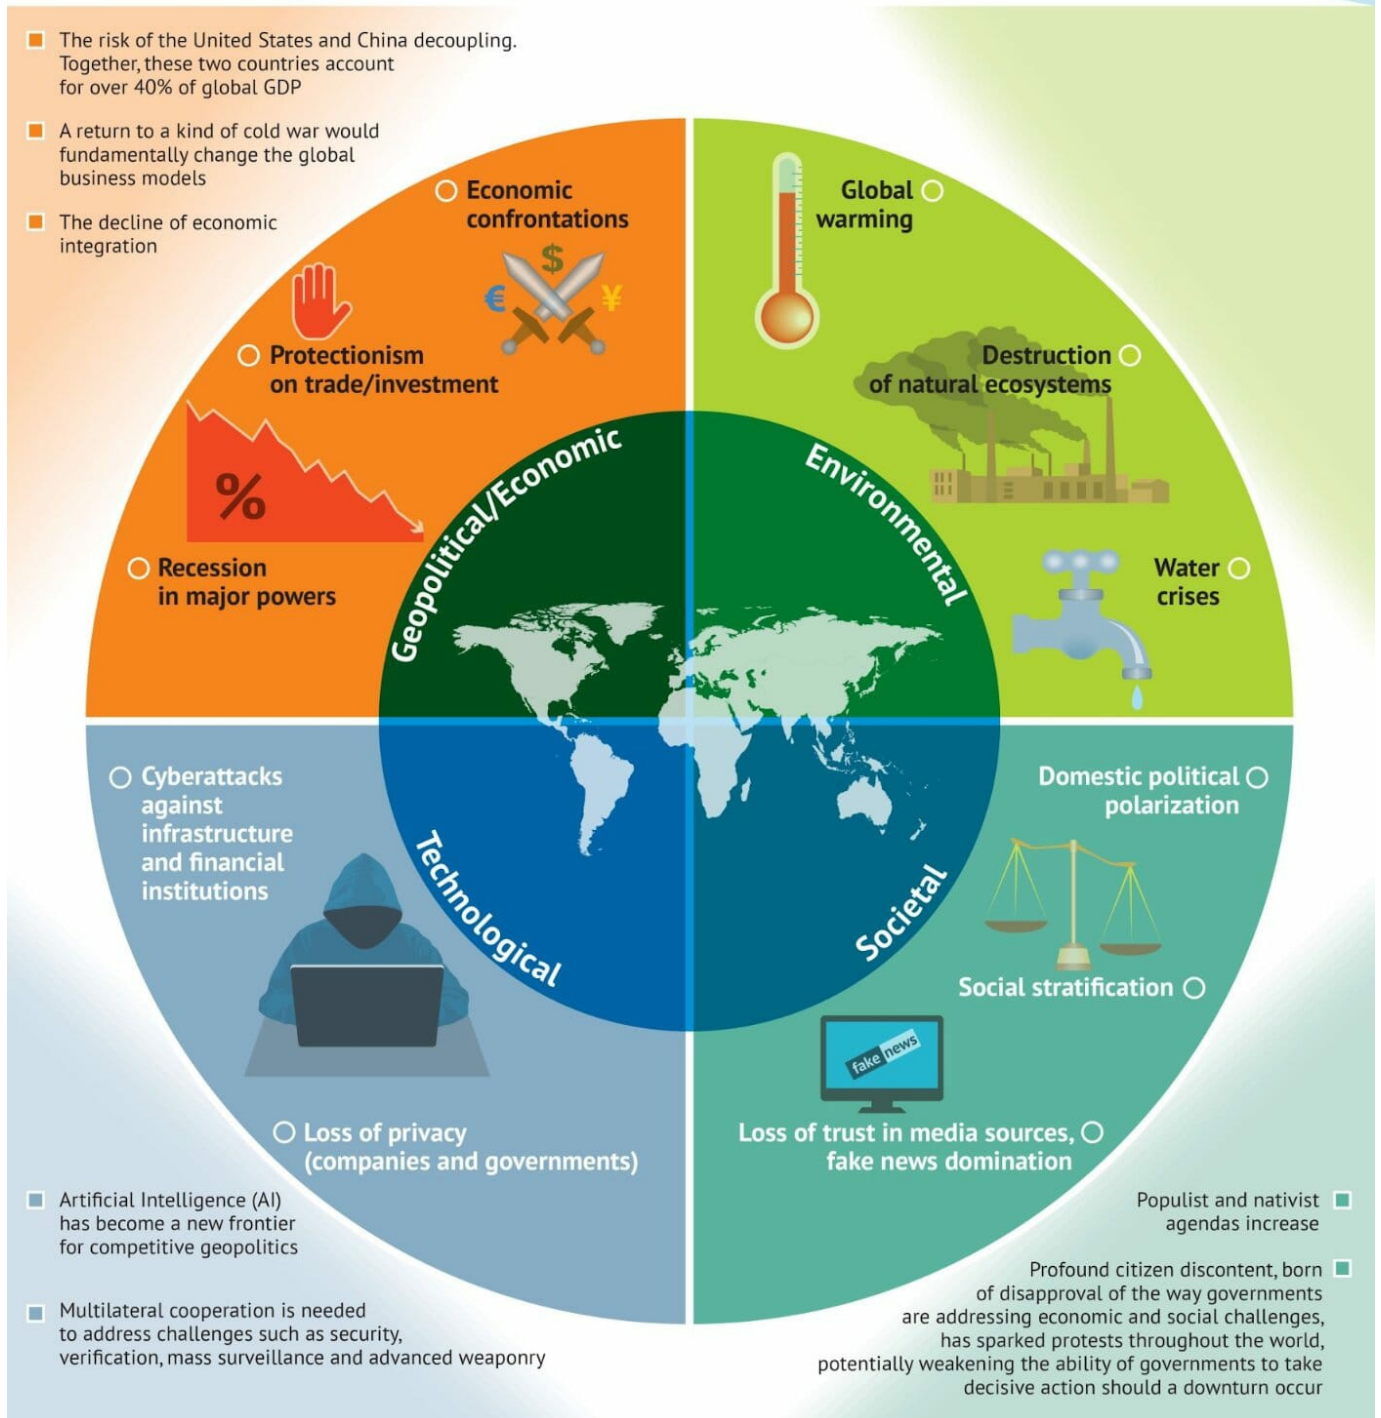 The risk of the United States and China decoupling.
Together, these two countries account
for over 40% of global GDP
A return to a kind of cold war would
fundamentally change the global
business models
The decline of economic
integration
Economic
confrontations
$
€
¥
Protectionism
on trade/investment
%
Recession
in major powers
Geopolitical/Economic
Global
warming
Destruction
of natural ecosystems
Water
crises
Environmental
Cyberattacks
against
infrastructure
and financial
institutions
Technological
Loss of privacy
(companies and governments)
Domestic political
polarization
Societal
Social stratification
fake news
Loss of trust in media sources,
fake news domination
Artificial Intelligence (AI)
has become a new frontier
for competitive geopolitics
Multilateral cooperation is needed
to address challenges such as security,
verification, mass surveillance and advanced weaponry
Populist and nativist
agendas increase
Profound citizen discontent, born
of disapproval of the way governments
are addressing economic and social challenges,
has sparked protests throughout the world,
potentially weakening the ability of governments to take
decisive action should a downturn occur